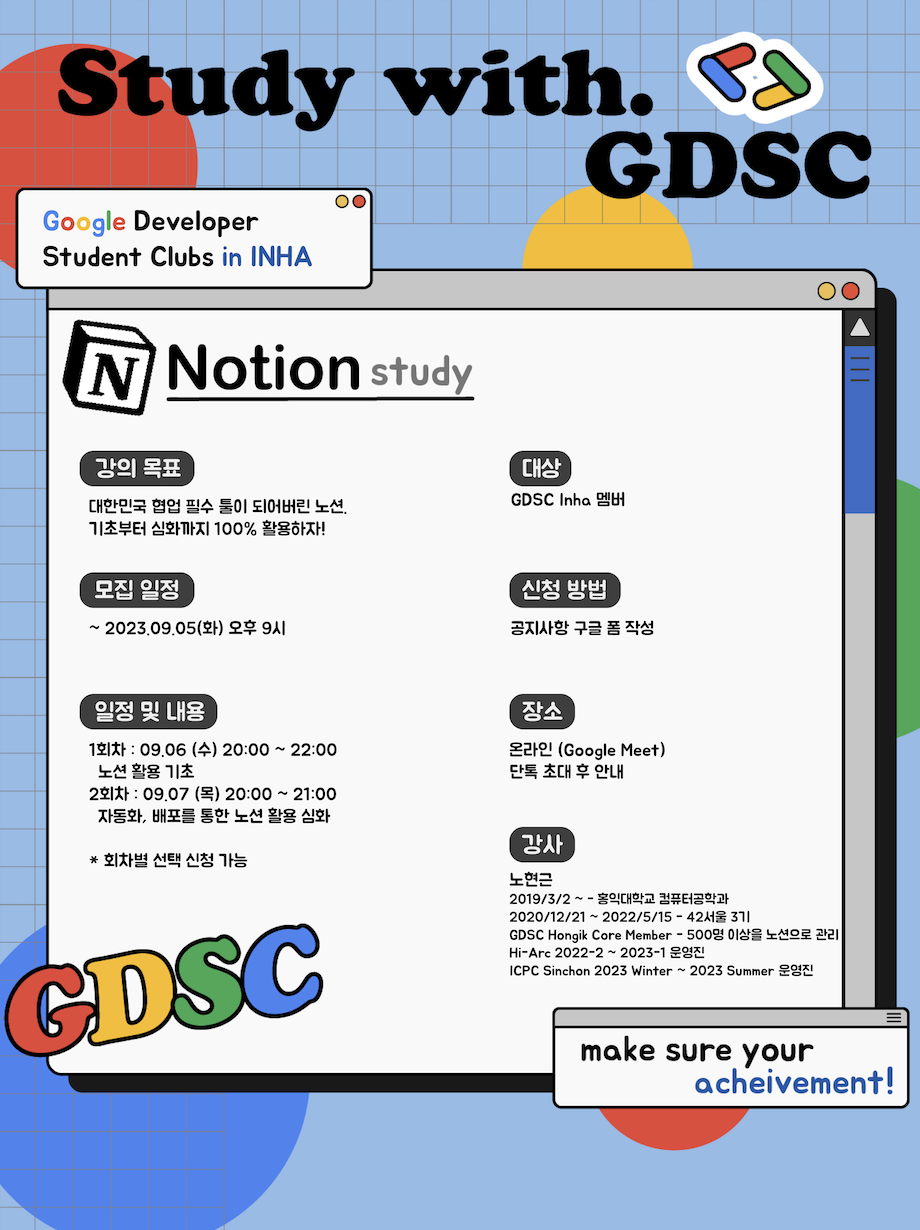 Study with.
GDSC
Google Developer
Student Clubs in INHA
N Notion study
강의 목표
대한민국 협업 필수 툴이 되어버린 노션.
기초부터 심화까지 100% 활용하자!
모집 일정
~ 2023.09.05(화) 오후 9시
일정 및 내용
1회차 : 09.06 (수) 20:00 ~ 22:00
노션 활용 기초
2회차 : 09.07 (목) 20:00 ~ 21:00
자동화, 배포를 통한 노션 활용 심화
* 회차별 선택 신청 가능
대상
GDSC Inha 멤버
신청 방법
공지사항 구글 폼 작성
장소
온라인 (Google Meet)
단톡 초대 후 안내
강사
노현근
2019/3/2 ~ - 홍익대학교 컴퓨터공학과
2020/12/21 ~ 2022/5/15 - 42서울 3기
GDSC Hongik Core Member - 500명 이상을 노션으로 관리
Hi-Arc 2022-2 ~ 2023-1 운영진
ICPC Sinchon 2023 Winter ~ 2023 Summer 운영진
GDSC
make sure your
acheivement!